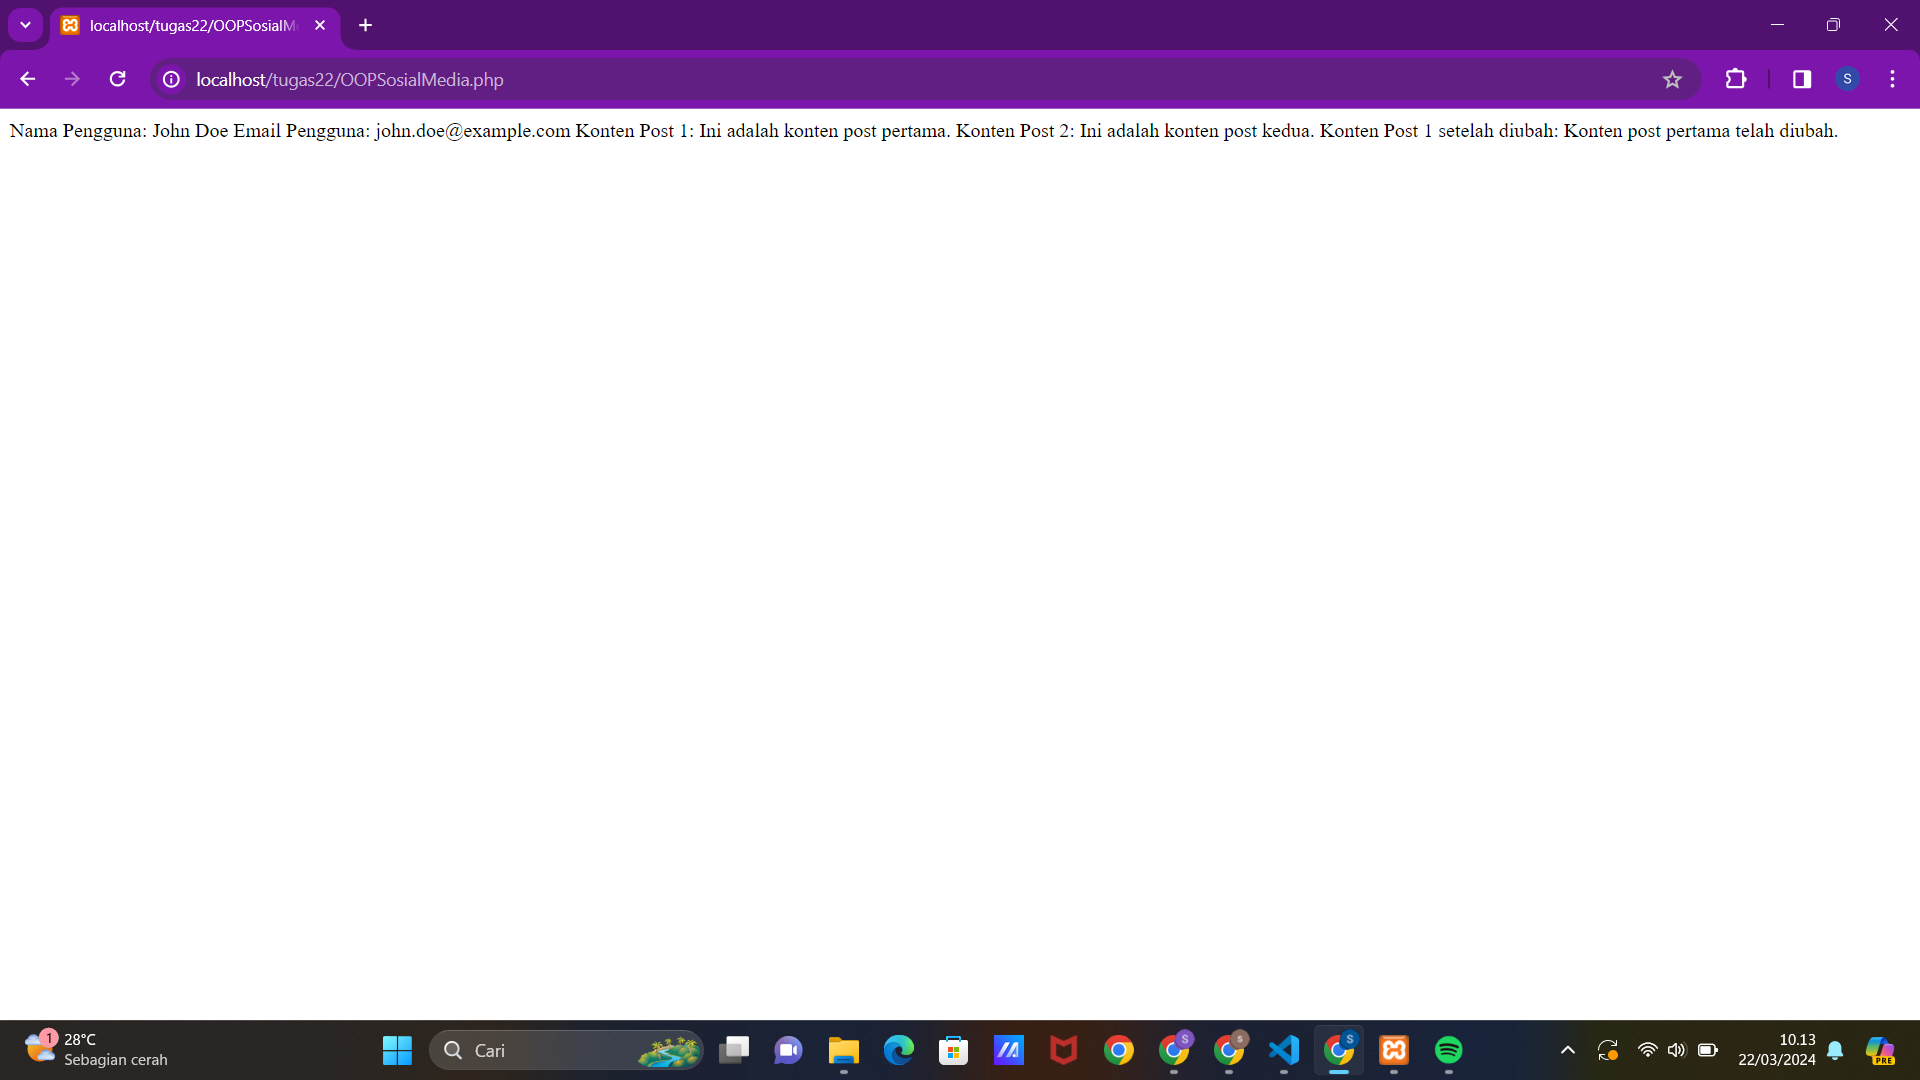 localhost/tugas22/OOPSosialM
localhost/tugas22/OOPSosialMedia.php
S
Nama Pengguna: John Doe Email Pengguna: john.doe@example.com Konten Post 1: Ini adalah konten post pertama. Konten Post 2: Ini adalah konten post kedua. Konten Post 1 setelah diubah: Konten post pertama telah diubah.
1
28°C
Sebagian cerah
Cari
S
S
S
10.13
22/03/2024
PRE